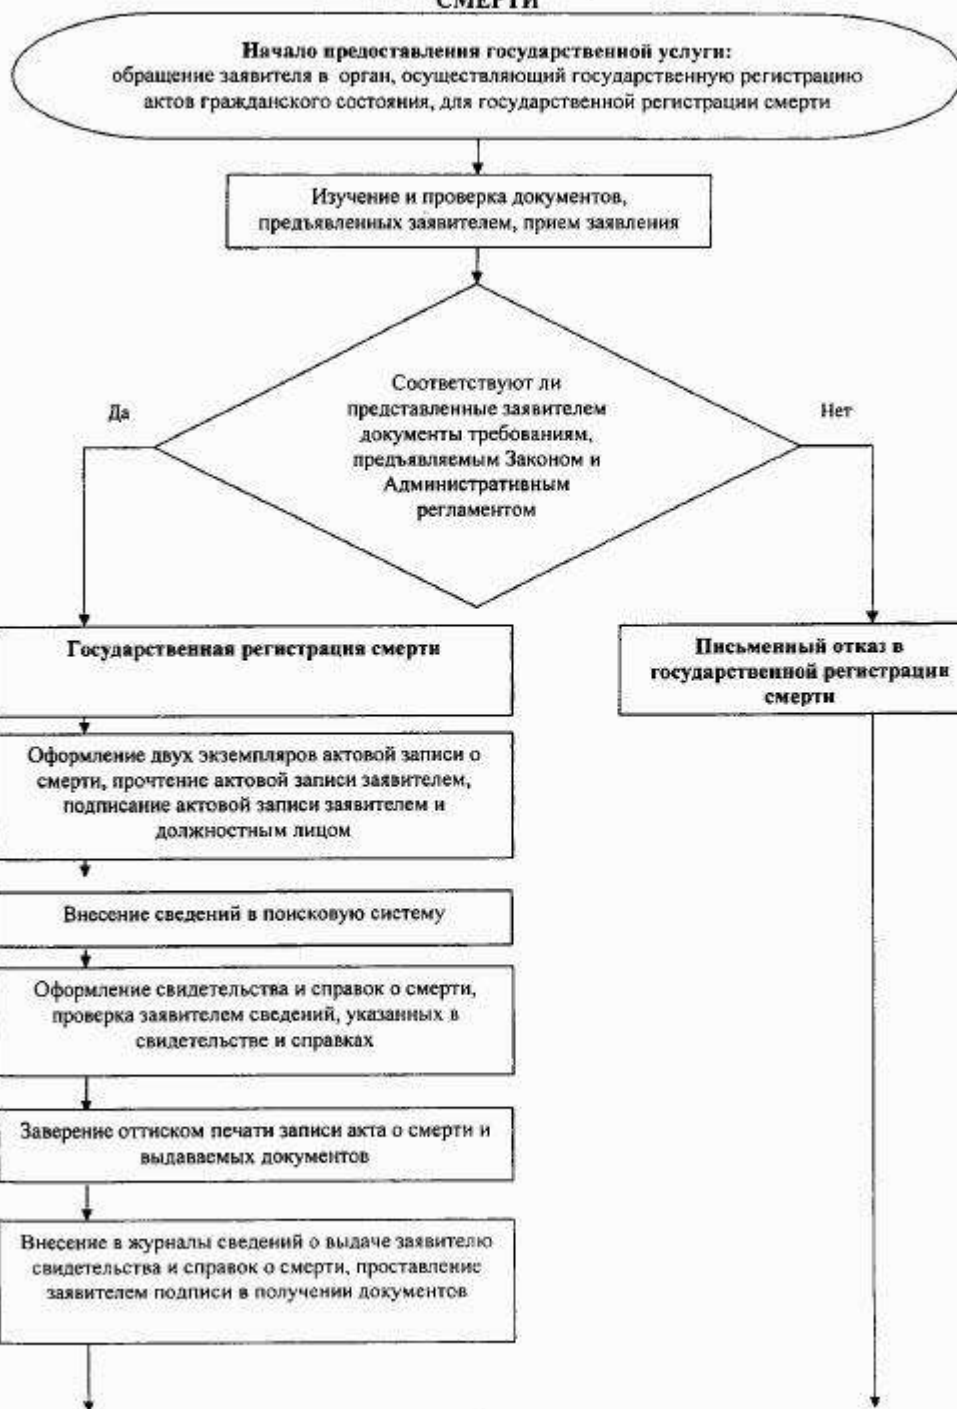 СМЕРТИ
Начало предоставления государственной услуги:
обращение заявителя в орган, осуществляющий государственную регистрацию
актов гражданского состояния, для государственной регистрации смерти
Изучение и проверка документов,
предъявленных заявителем, прием заявления
Соответствуют ли
представленные заявителем
документы требованиям,
предъявляемым Законом и
Административным
регламентом
Да
Нет
Государственная регистрация смерти
Письменный отказ в
государственной регистрации
смерти
Оформление двух экземпляров актовой записи о
смерти, прочтение актовой записи заявителем,
подписание актовой записи заявителем и
должностным лицом
Внесение сведений в поисковую систему
Оформление свидетельства и справок о смерти,
проверка заявителем сведений, указанных в
свидетельстве и справках
Заверение оттиском печати записи акта о смерти и
выдаваемых документов
Внесение в журналы сведений о выдаче заявителю
свидетельства и справок о смерти, проставление
заявителем подписи в получении документов